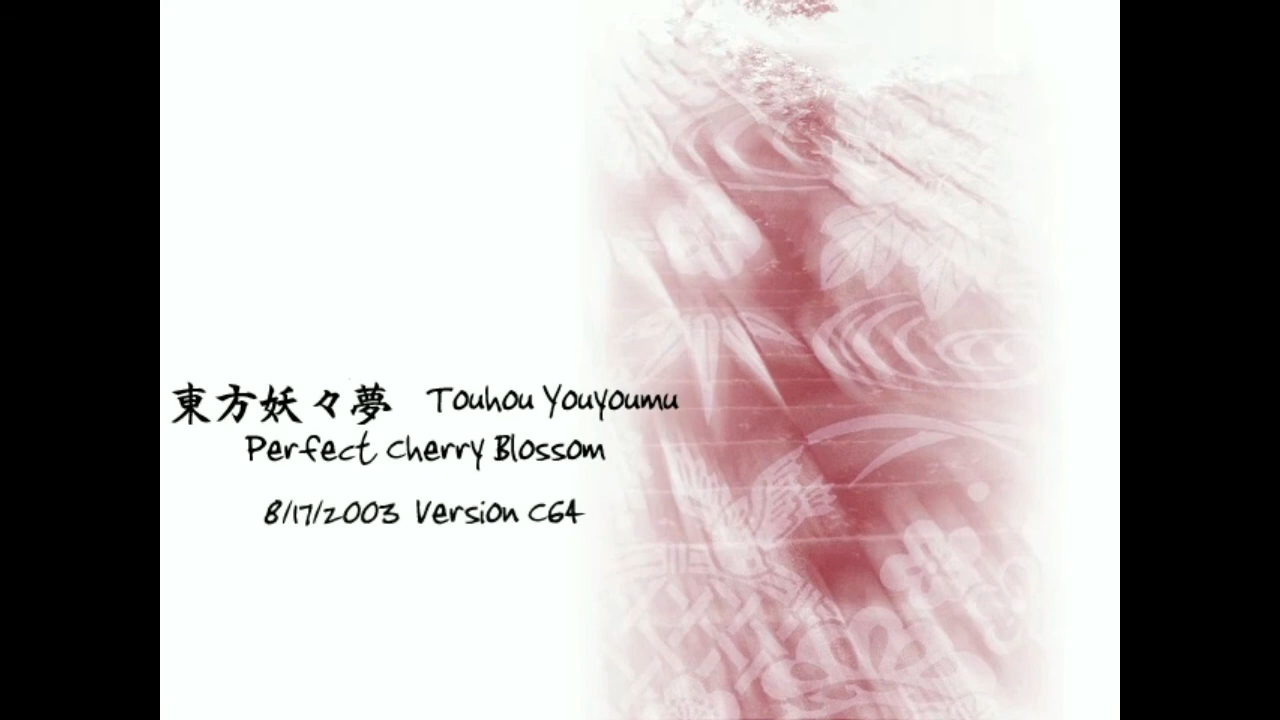 東方妖々夢 Touhou Youyoumu
Perfect Cherry Blossom
8/17/2003 Version C64